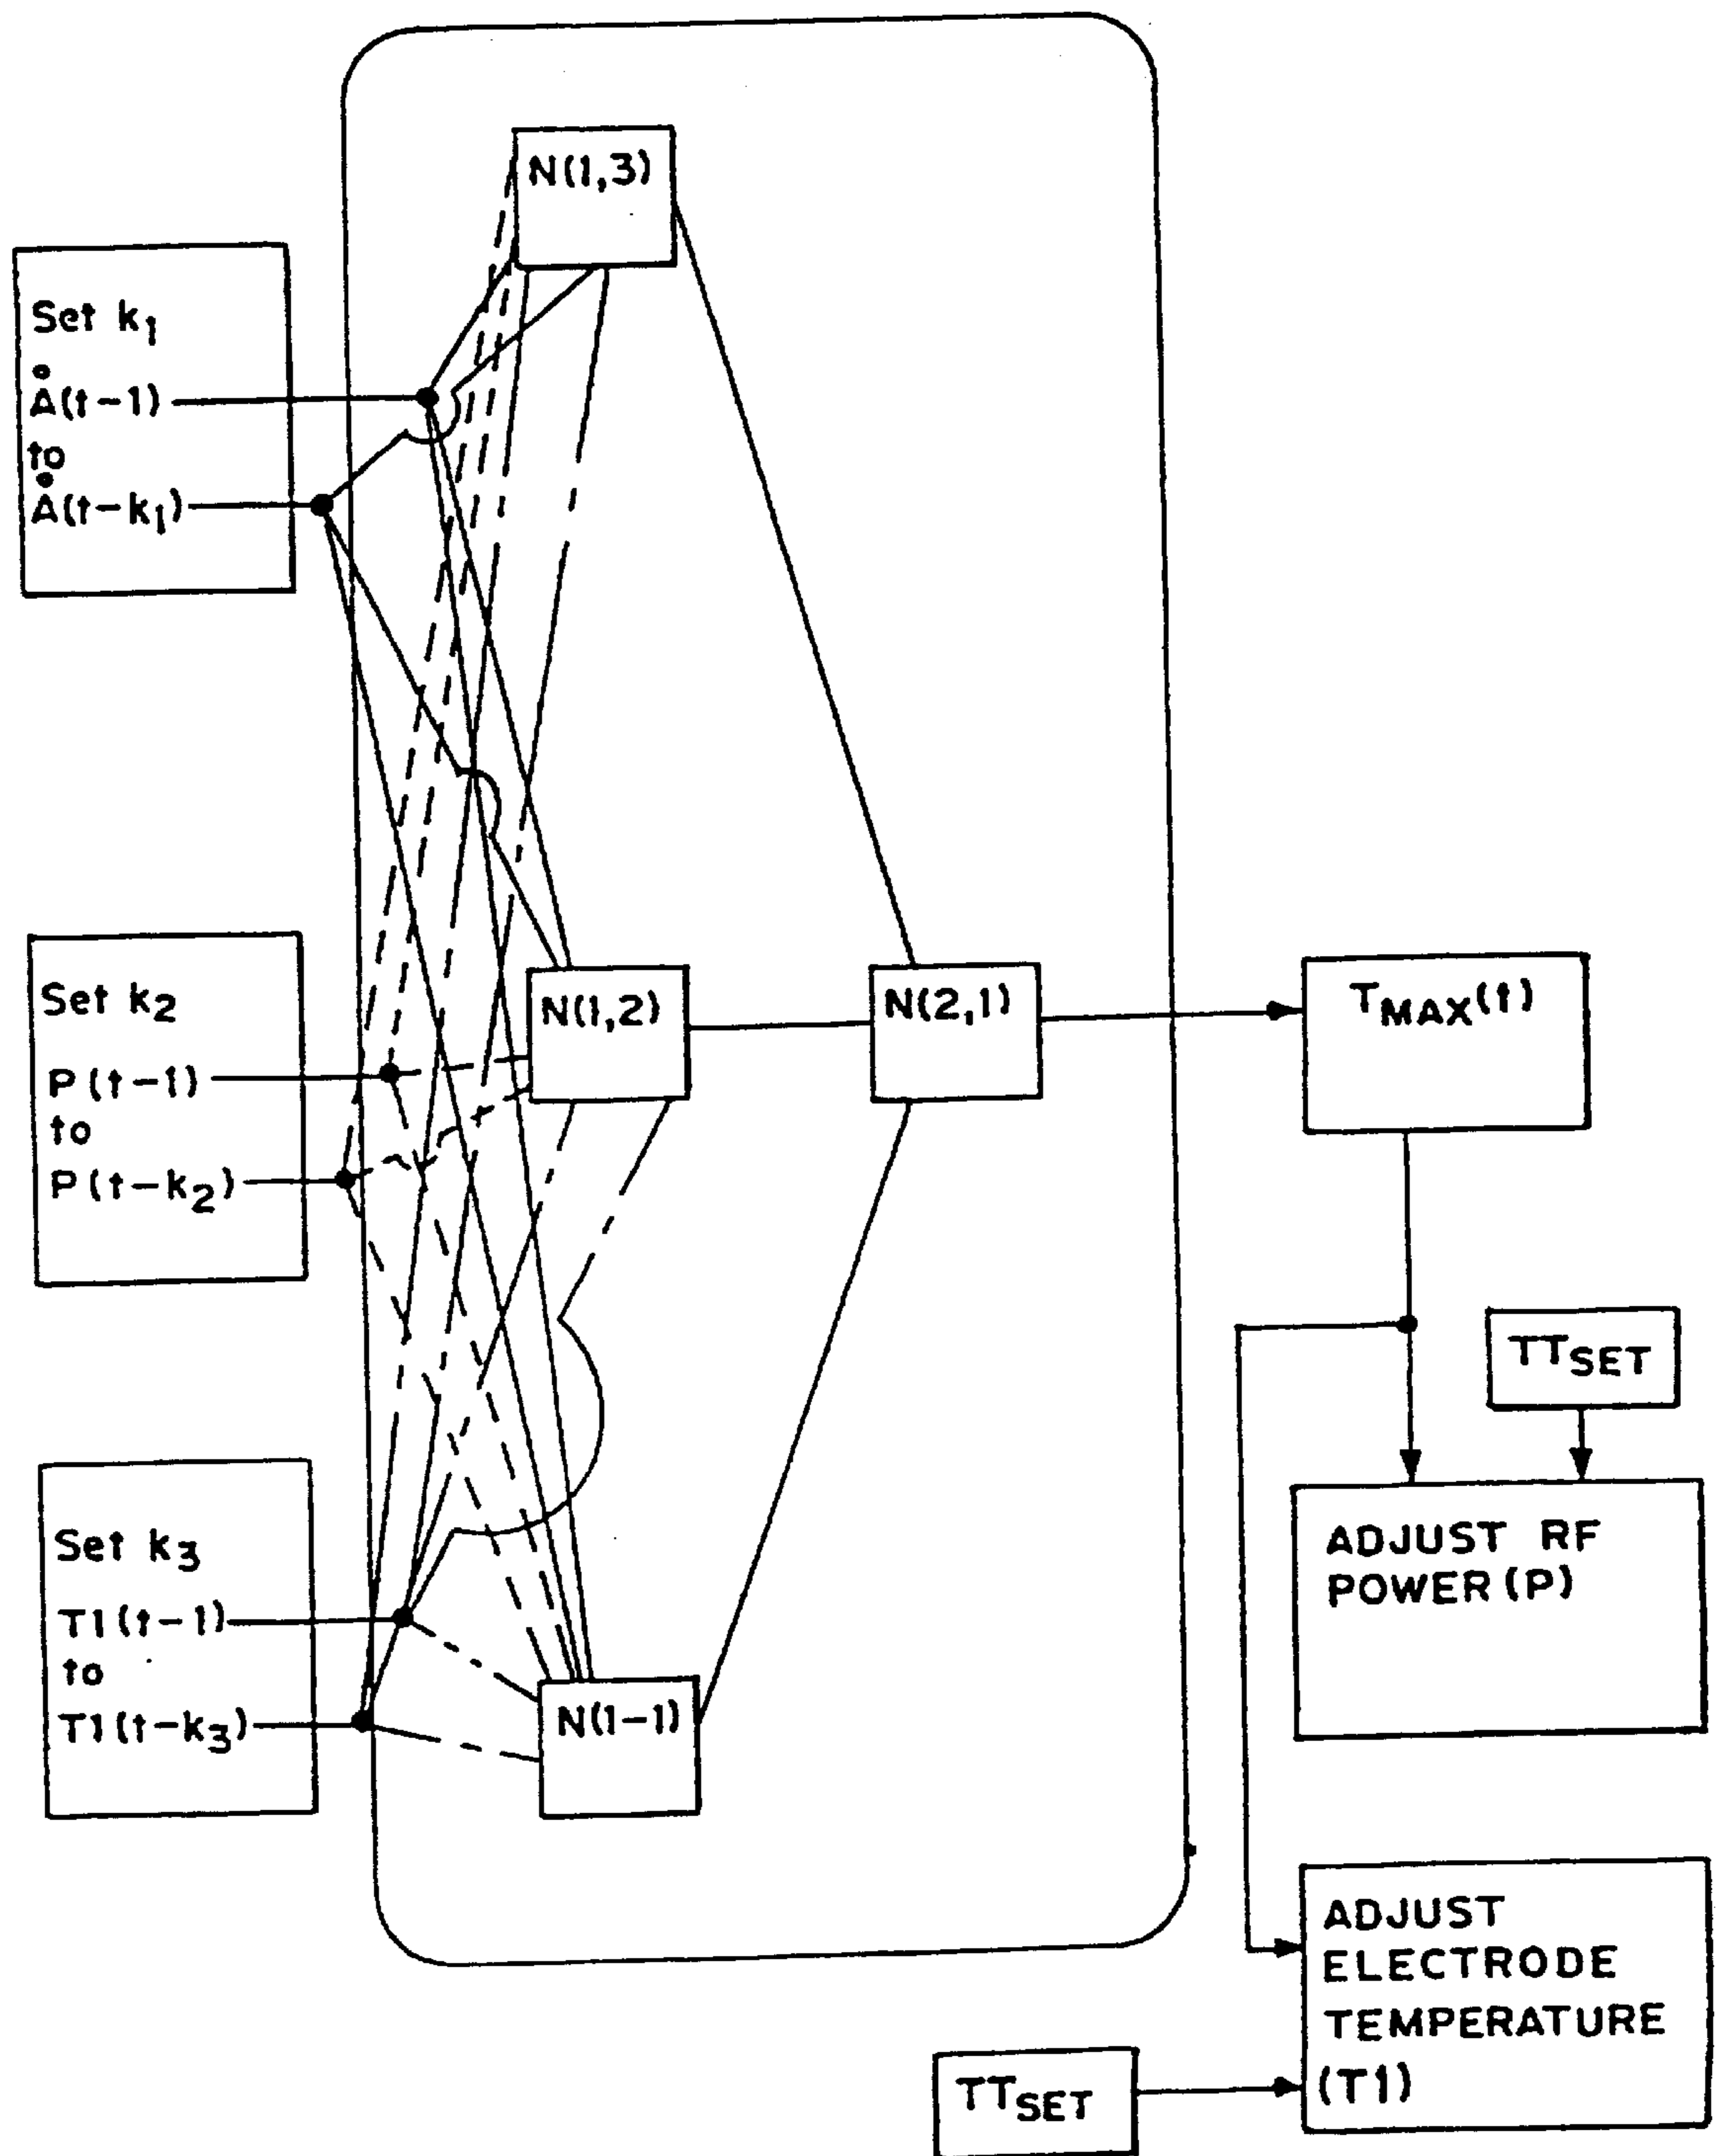 N(1,3)
Set k₁
Å(t-1)
to
Å(t-k₁)
Set k₂
P(t-1)
to
P(t-k₂)
N(1,2)
N(2,1)
TMAX(t)
TTSET
ADJUST RF
POWER(P)
Set k₃
T1(t-1)
to
T1(t-k₃)
N(1-1)
ADJUST
ELECTRODE
TEMPERATURE
(T1)
TTSET